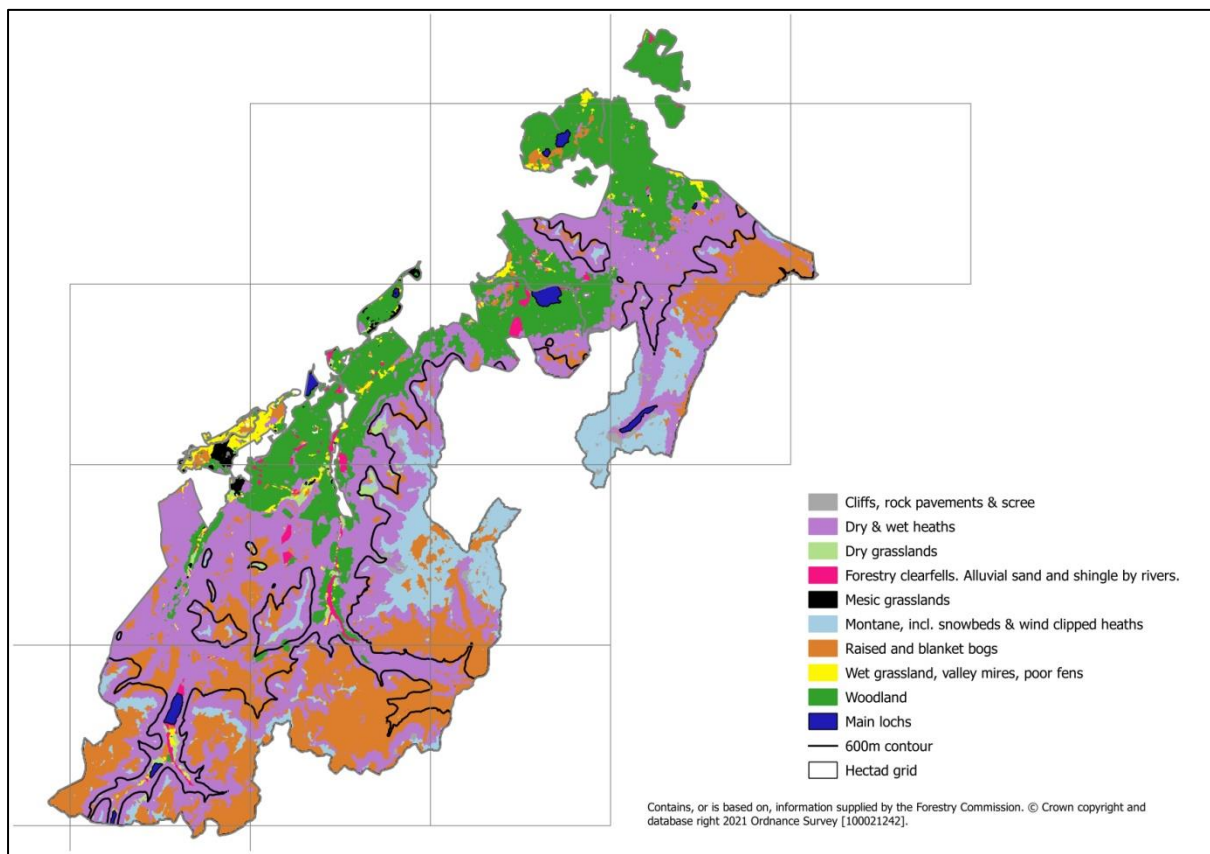 Cliffs, rock pavements & scree
Dry & wet heaths
Dry grasslands
Forestry clearfells. Alluvial sand and shingle by rivers.
Mesic grasslands
Montane, incl. snowbeds & wind clipped heaths
Raised and blanket bogs
Wet grassland, valley mires, poor fens
Woodland
Main lochs
600m contour
Hectad grid
Contains, or is based on, information supplied by the Forestry Commission. © Crown copyright and
database right 2021 Ordnance Survey [100021242].